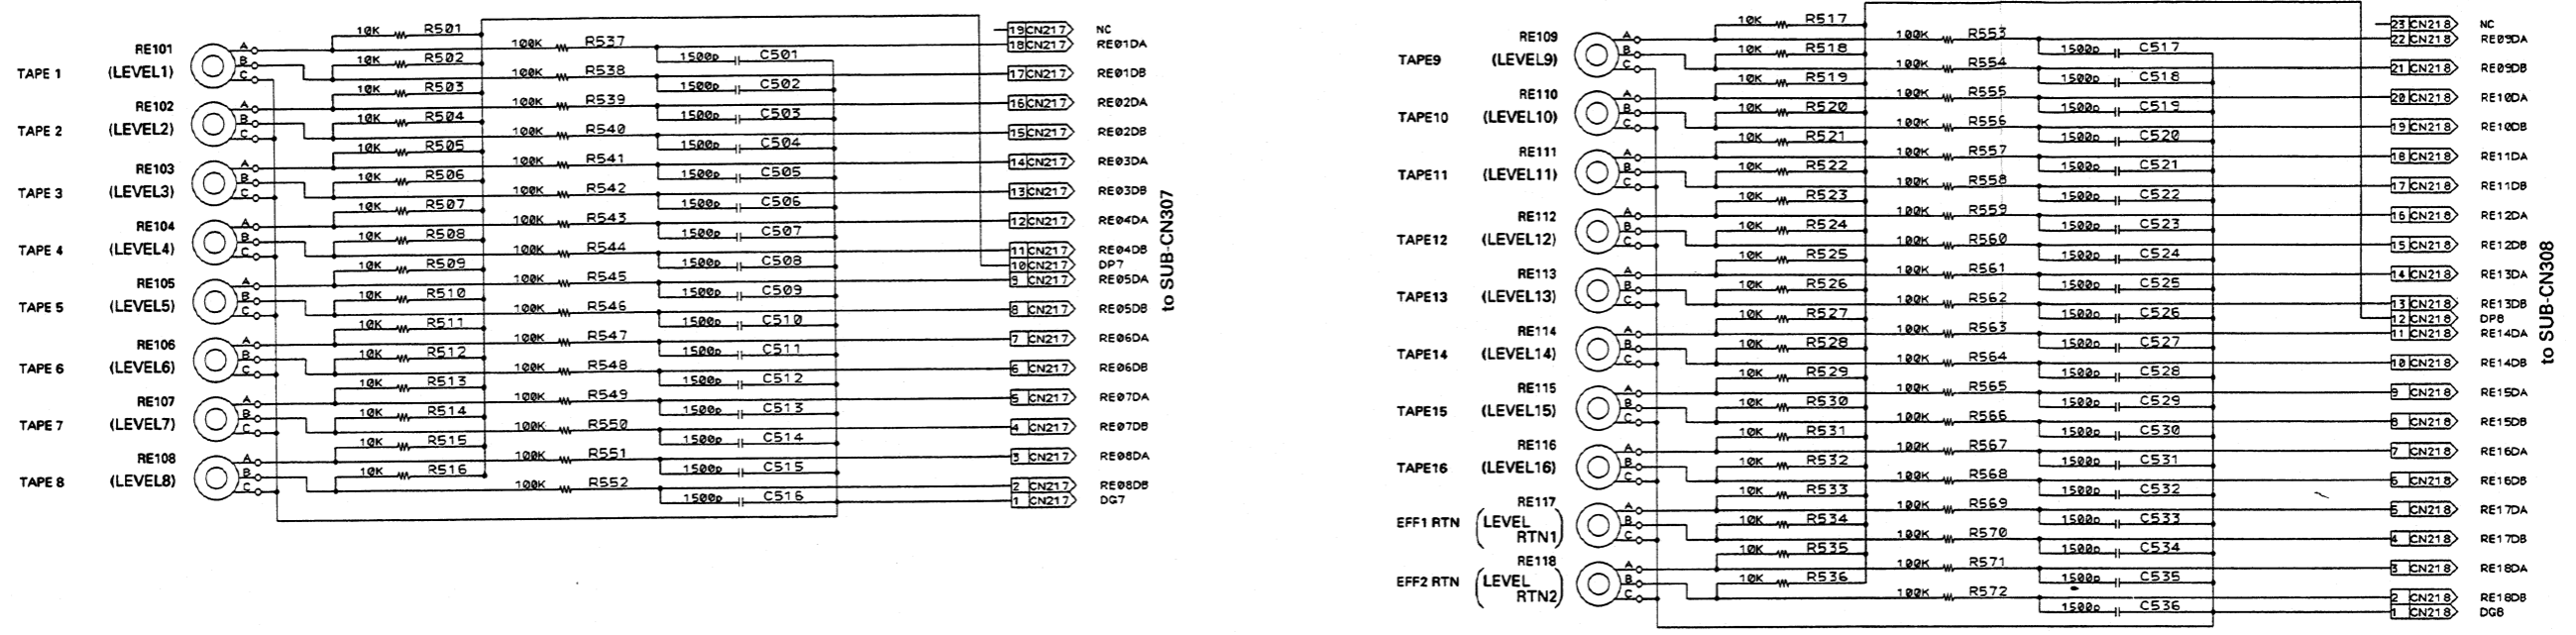 TAPE 1 RE101 (LEVEL1) A B C
TAPE 2 RE102 (LEVEL2) A B C
TAPE 3 RE103 (LEVEL3) A B C
TAPE 4 RE104 (LEVEL4) A B C
TAPE 5 RE105 (LEVEL5) A B C
TAPE 6 RE106 (LEVEL6) A B C
TAPE 7 RE107 (LEVEL7) A B C
TAPE 8 RE108 (LEVEL8) A B C
10K R501
10K R502
10K R503
10K R504
10K R505
10K R506
10K R507
10K R508
10K R509
10K R510
10K R511
10K R512
10K R513
10K R514
10K R515
10K R516
100K R537
100K R538
100K R539
100K R540
100K R541
100K R542
100K R543
100K R544
100K R545
100K R546
100K R547
100K R548
100K R549
100K R550
100K R551
100K R552
1500p C501
1500p C502
1500p C503
1500p C504
1500p C505
1500p C506
1500p C507
1500p C508
1500p C509
1500p C510
1500p C511
1500p C512
1500p C513
1500p C514
1500p C515
1500p C516
19 CN217 NC
18 CN217 RE01DA
17 CN217 RE01DB
16 CN217 RE02DA
15 CN217 RE02DB
14 CN217 RE03DA
13 CN217 RE03DB
12 CN217 RE04DA
11 CN217 RE04DB
10 CN217 DP7
9 CN217 RE05DA
8 CN217 RE05DB
7 CN217 RE06DA
6 CN217 RE06DB
5 CN217 RE07DA
4 CN217 RE07DB
3 CN217 RE08DA
2 CN217 RE08DB
1 CN217 DG7
to SUB-CN307
TAPE9 RE109 (LEVEL9) A B C
TAPE10 RE110 (LEVEL10) A B C
TAPE11 RE111 (LEVEL11) A B C
TAPE12 RE112 (LEVEL12) A B C
TAPE13 RE113 (LEVEL13) A B C
TAPE14 RE114 (LEVEL14) A B C
TAPE15 RE115 (LEVEL15) A B C
TAPE16 RE116 (LEVEL16) A B C
EFF1 RTN RE117 (LEVEL RTN1) A B C
EFF2 RTN RE118 (LEVEL RTN2) A B C
10K R517
10K R518
10K R519
10K R520
10K R521
10K R522
10K R523
10K R524
10K R525
10K R526
10K R527
10K R528
10K R529
10K R530
10K R531
10K R532
10K R533
10K R534
10K R535
10K R536
100K R553
100K R554
100K R555
100K R556
100K R557
100K R558
100K R559
100K R560
100K R561
100K R562
100K R563
100K R564
100K R565
100K R566
100K R567
100K R568
100K R569
100K R570
100K R571
100K R572
1500p C517
1500p C518
1500p C519
1500p C520
1500p C521
1500p C522
1500p C523
1500p C524
1500p C525
1500p C526
1500p C527
1500p C528
1500p C529
1500p C530
1500p C531
1500p C532
1500p C533
1500p C534
1500p C535
1500p C536
23 CN218 NC
22 CN218 RE09DA
21 CN218 RE09DB
20 CN218 RE10DA
19 CN218 RE10DB
18 CN218 RE11DA
17 CN218 RE11DB
16 CN218 RE12DA
15 CN218 RE12DB
14 CN218 RE13DA
13 CN218 RE13DB
12 CN218 DP8
11 CN218 RE14DA
10 CN218 RE14DB
9 CN218 RE15DA
8 CN218 RE15DB
7 CN218 RE16DA
6 CN218 RE16DB
5 CN218 RE17DA
4 CN218 RE17DB
3 CN218 RE18DA
2 CN218 RE18DB
1 CN218 DG8
to SUB-CN308